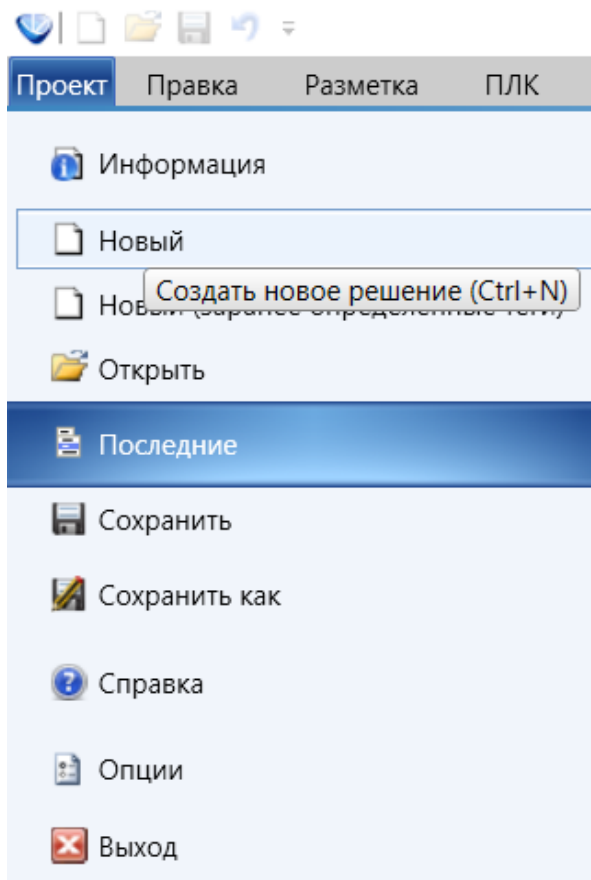 Проект Правка Разметка ПЛК
Информация
Новый
Создать новое решение (Ctrl+N)
Открыть
Последние
Сохранить
Сохранить как
Справка
Опции
Выход